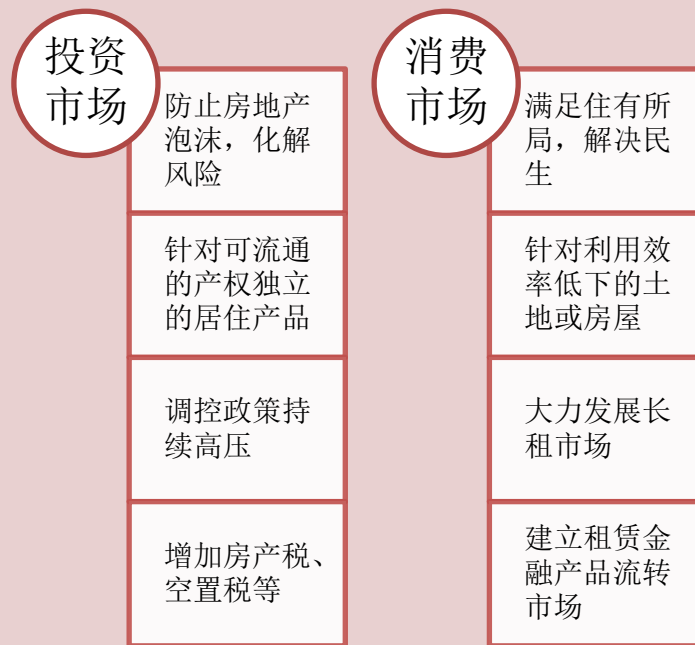 投资
市场
防止房地产
泡沫，化解
风险
针对可流通
的产权独立
的居住产品
调控政策持
续高压
增加房产税、
空置税等
消费
市场
满足住有所
局，解决民
生
针对利用效
率低下的土
地或房屋
大力发展长
租市场
建立租赁金
融产品流转
市场